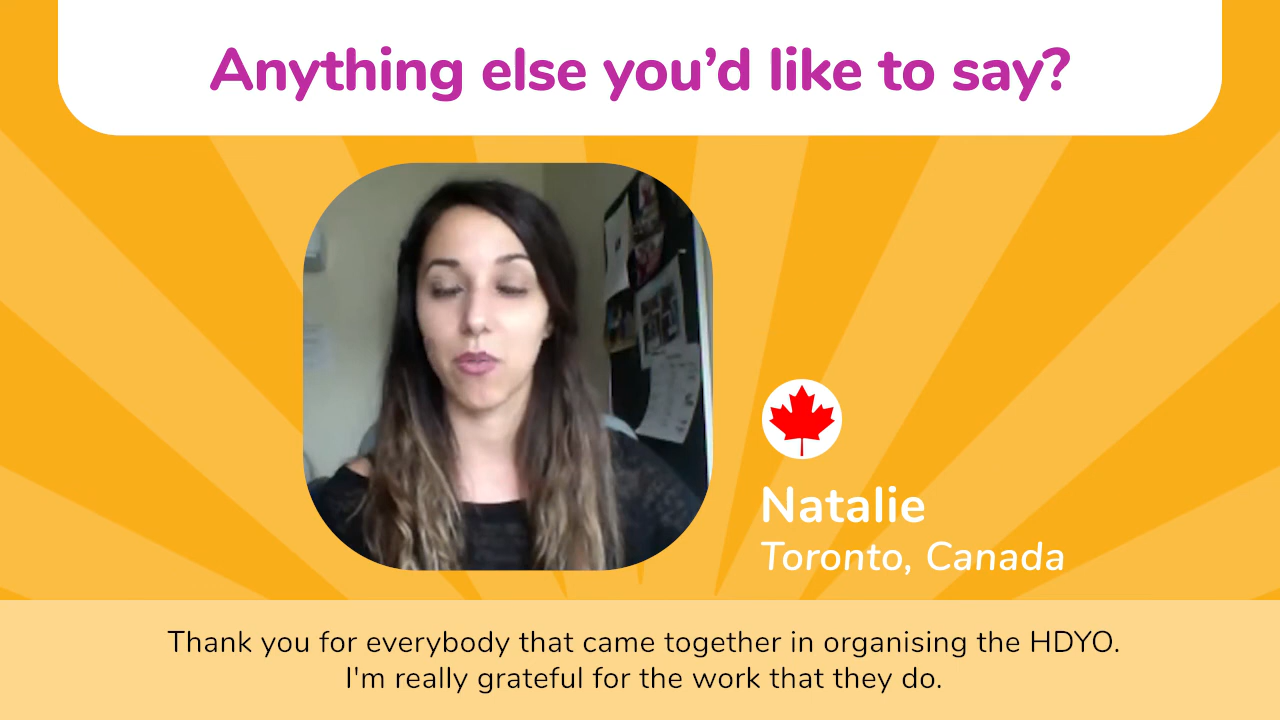 Anything else you’d like to say?
Natalie
Toronto, Canada
Thank you for everybody that came together in organising the HDYO.
I'm really grateful for the work that they do.